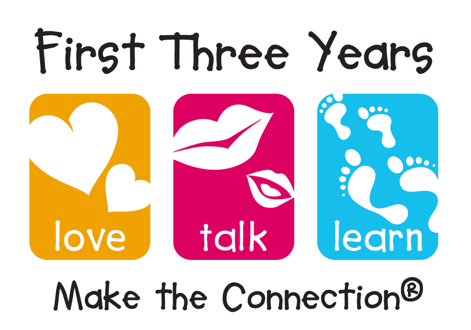 First Three Years
love talk learn
Make the Connection®